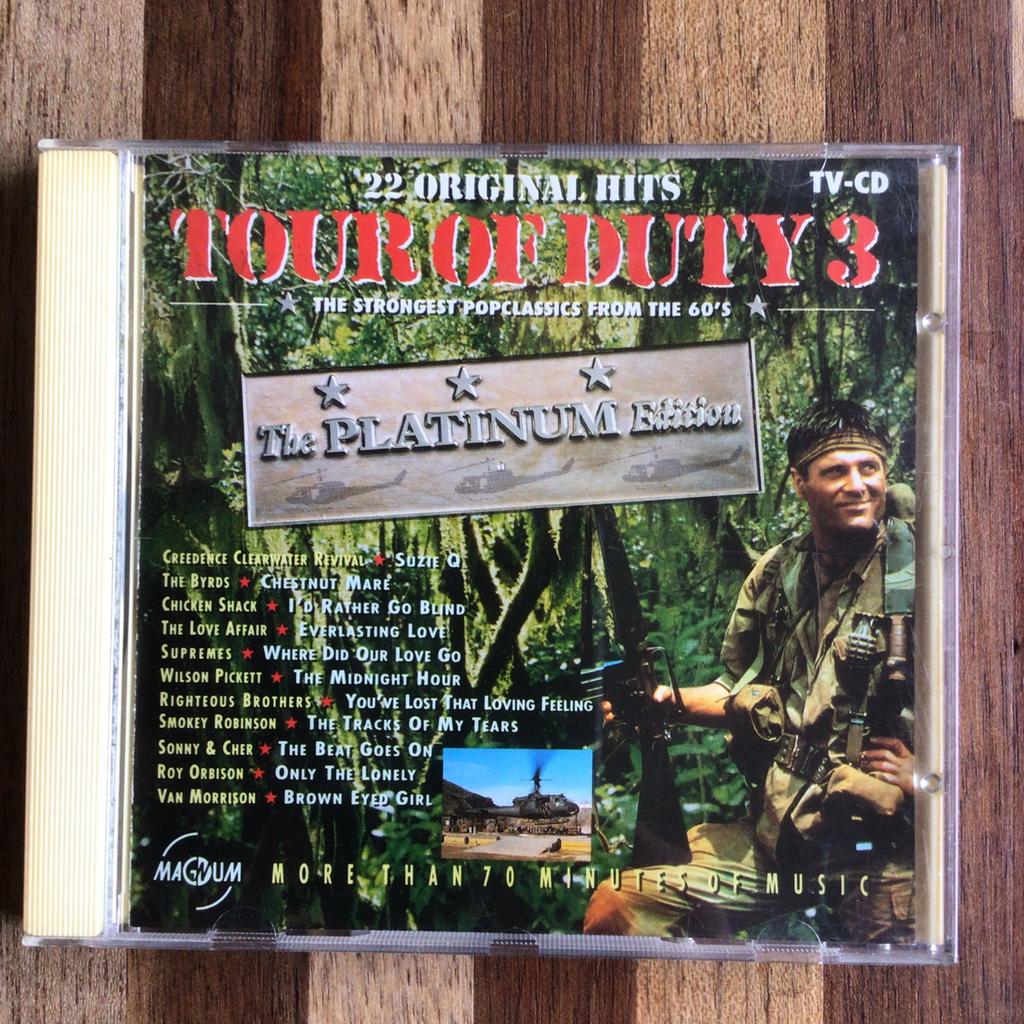 22 ORIGINAL HITS
TV-CD
TOUR OF DUTY 3
THE STRONGEST POPCLASSICS FROM THE 60'S
The PLATINUM Edition
CREEDENCE CLEARWATER REVIVAL ★ SUZIE Q
THE BYRDS ★ CHESTNUT MARE
CHICKEN SHACK ★ I'D RATHER GO BLIND
THE LOVE AFFAIR ★ EVERLASTING LOVE
SUPREMES ★ WHERE DID OUR LOVE GO
WILSON PICKETT ★ THE MIDNIGHT HOUR
RIGHTEOUS BROTHERS ★ YOU'VE LOST THAT LOVING FEELING
SMOKEY ROBINSON ★ THE TRACKS OF MY TEARS
SONNY & CHER ★ THE BEAT GOES ON
ROY ORBISON ★ ONLY THE LONELY
VAN MORRISON ★ BROWN EYED GIRL
MAGNUM
MORE THAN 70 MINUTES OF MUSIC